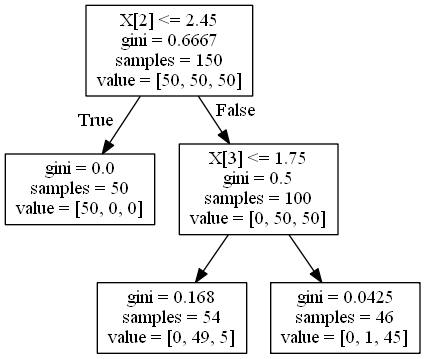 X[2] <= 2.45
gini = 0.6667
samples = 150
value = [50, 50, 50]
True
False
gini = 0.0
samples = 50
value = [50, 0, 0]
X[3] <= 1.75
gini = 0.5
samples = 100
value = [0, 50, 50]
gini = 0.168
samples = 54
value = [0, 49, 5]
gini = 0.0425
samples = 46
value = [0, 1, 45]